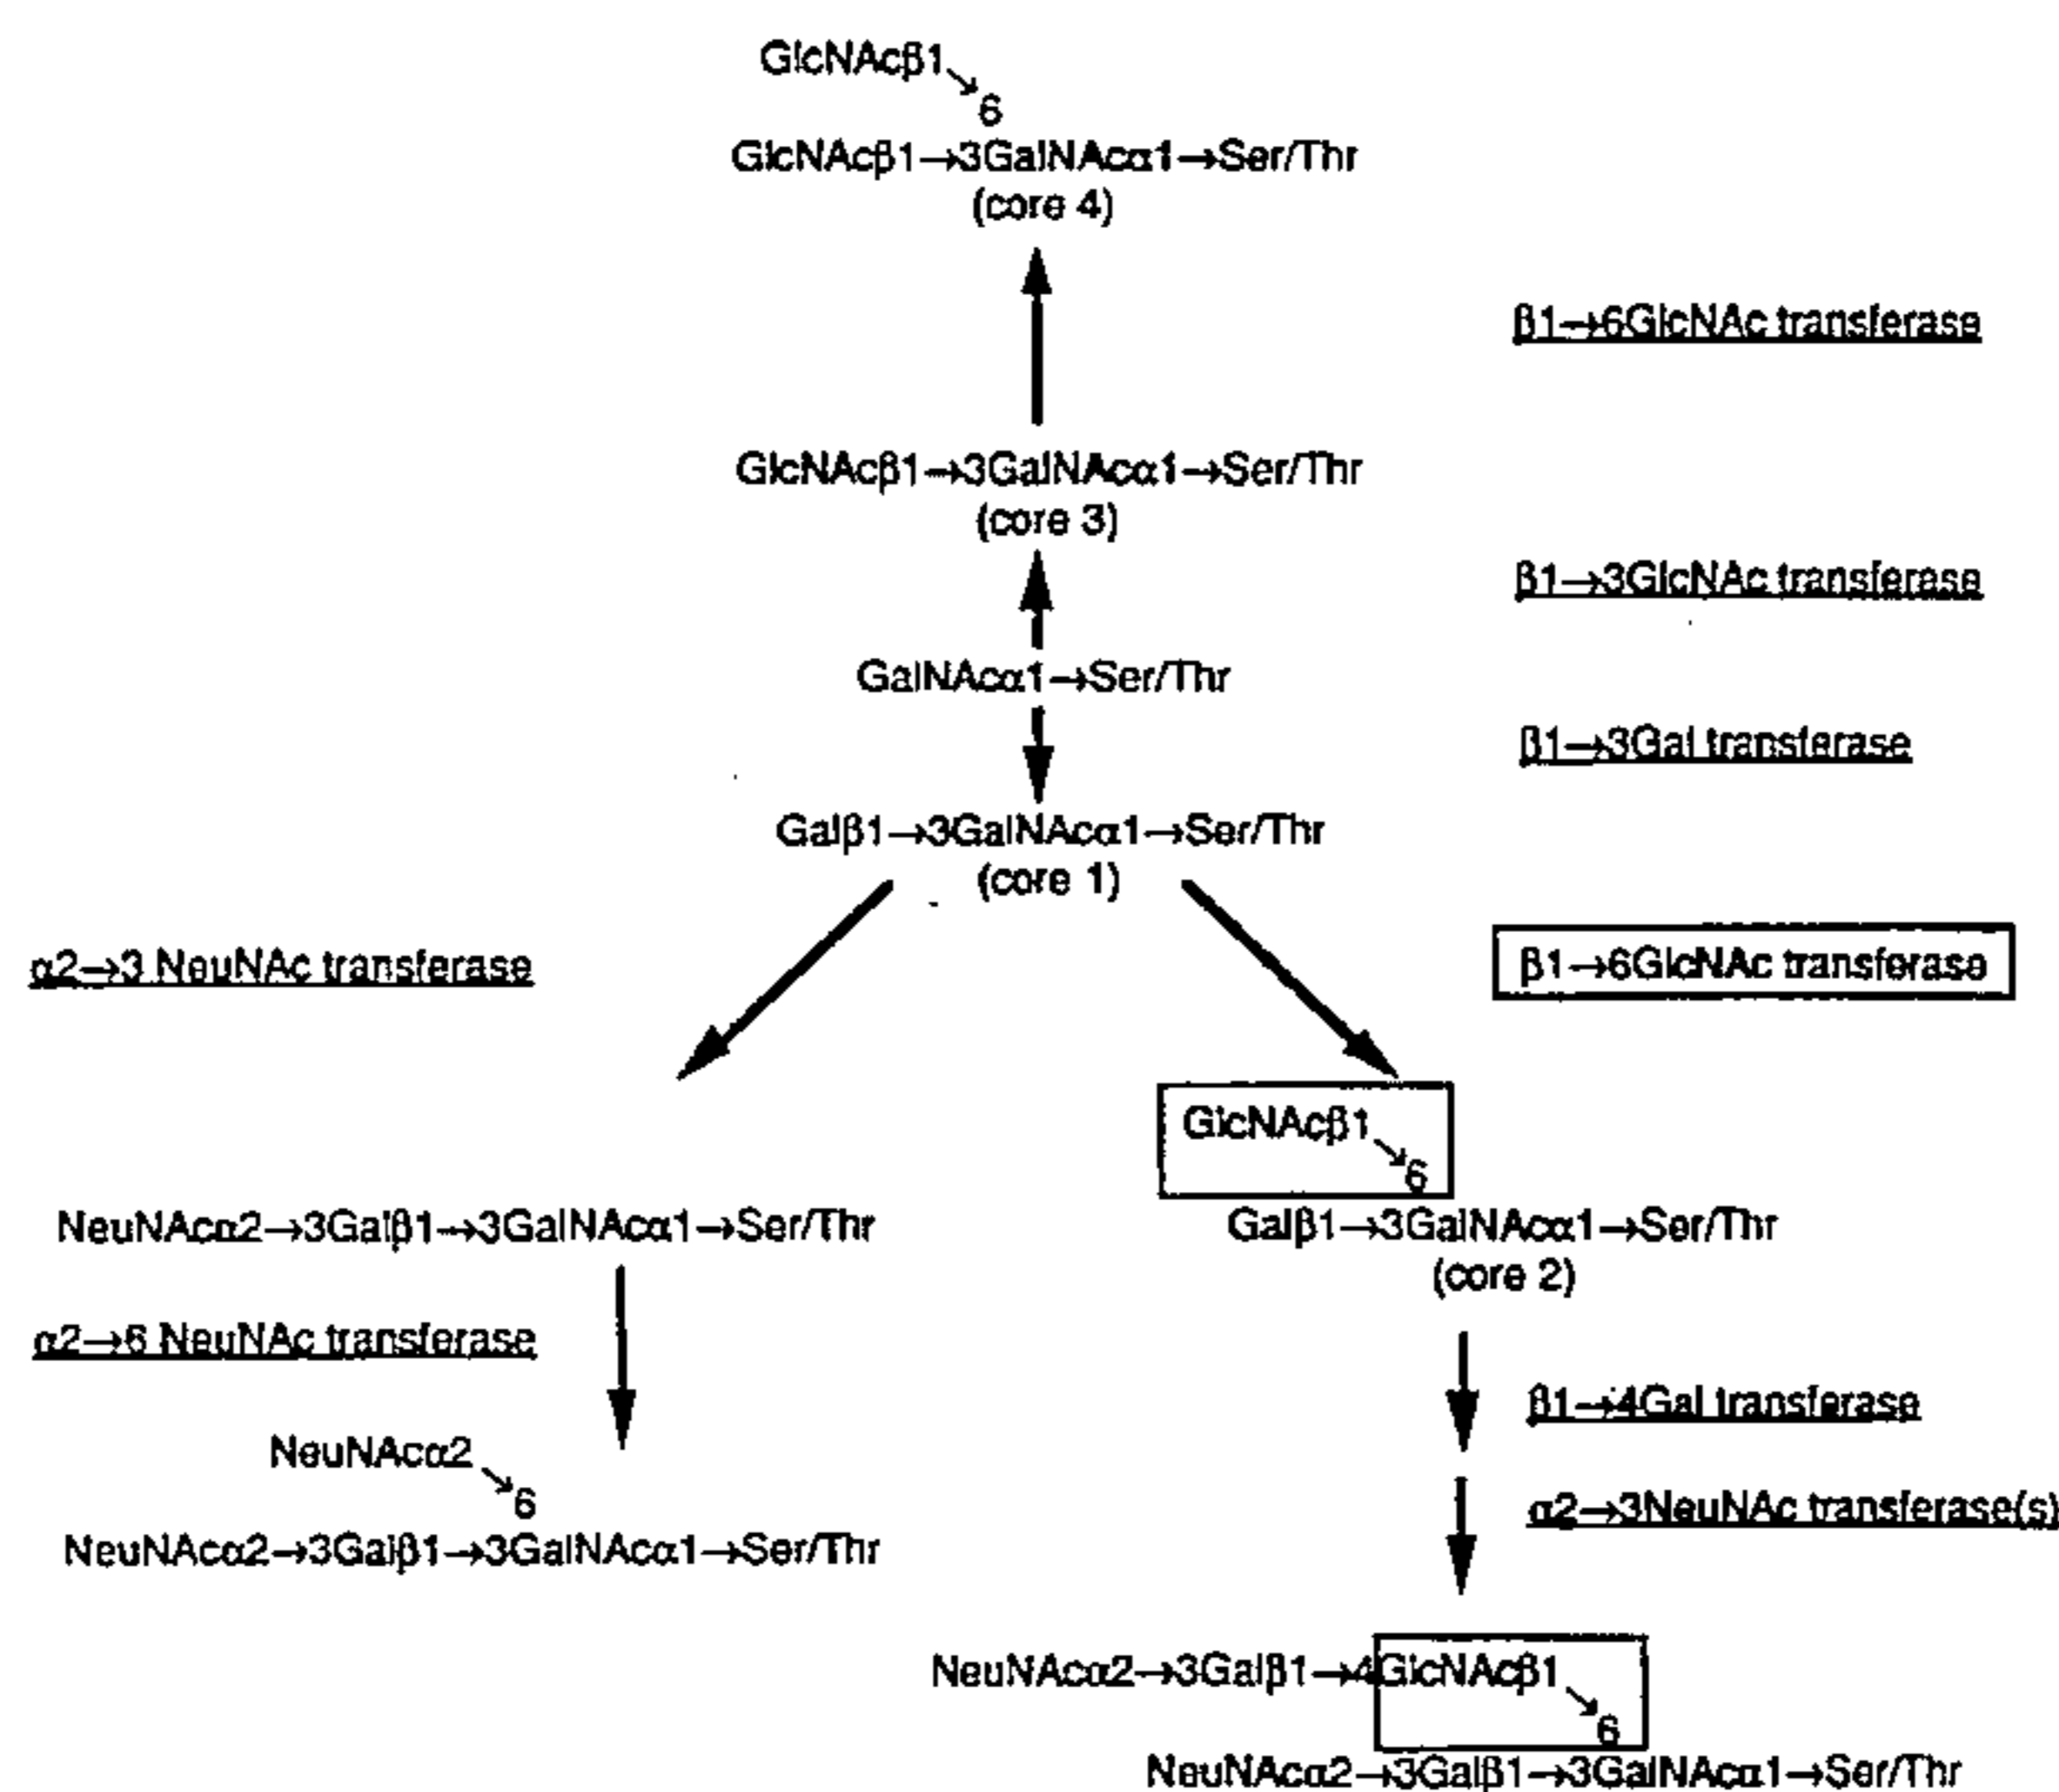 GlcNAcβ1↘
6
GlcNAcβ1→3GalNAcα1→Ser/Thr
(core 4)
β1→6GlcNAc transferase
GlcNAcβ1→3GalNAcα1→Ser/Thr
(core 3)
β1→3GlcNAc transferase
GalNAcα1→Ser/Thr
β1→3Gal transferase
Galβ1→3GalNAcα1→Ser/Thr
(core 1)
α2→3 NeuNAc transferase
β1→6GlcNAc transferase
GlcNAcβ1↘
6
NeuNAcα2→3Galβ1→3GalNAcα1→Ser/Thr
Galβ1→3GalNAcα1→Ser/Thr
(core 2)
α2→6 NeuNAc transferase
β1→4Gal transferase
NeuNAcα2↘
6
α2→3NeuNAc transferase(s)
NeuNAcα2→3Galβ1→3GalNAcα1→Ser/Thr
NeuNAcα2→3Galβ1→4GlcNAcβ1↘
6
NeuNAcα2→3Galβ1→3GalNAcα1→Ser/Thr